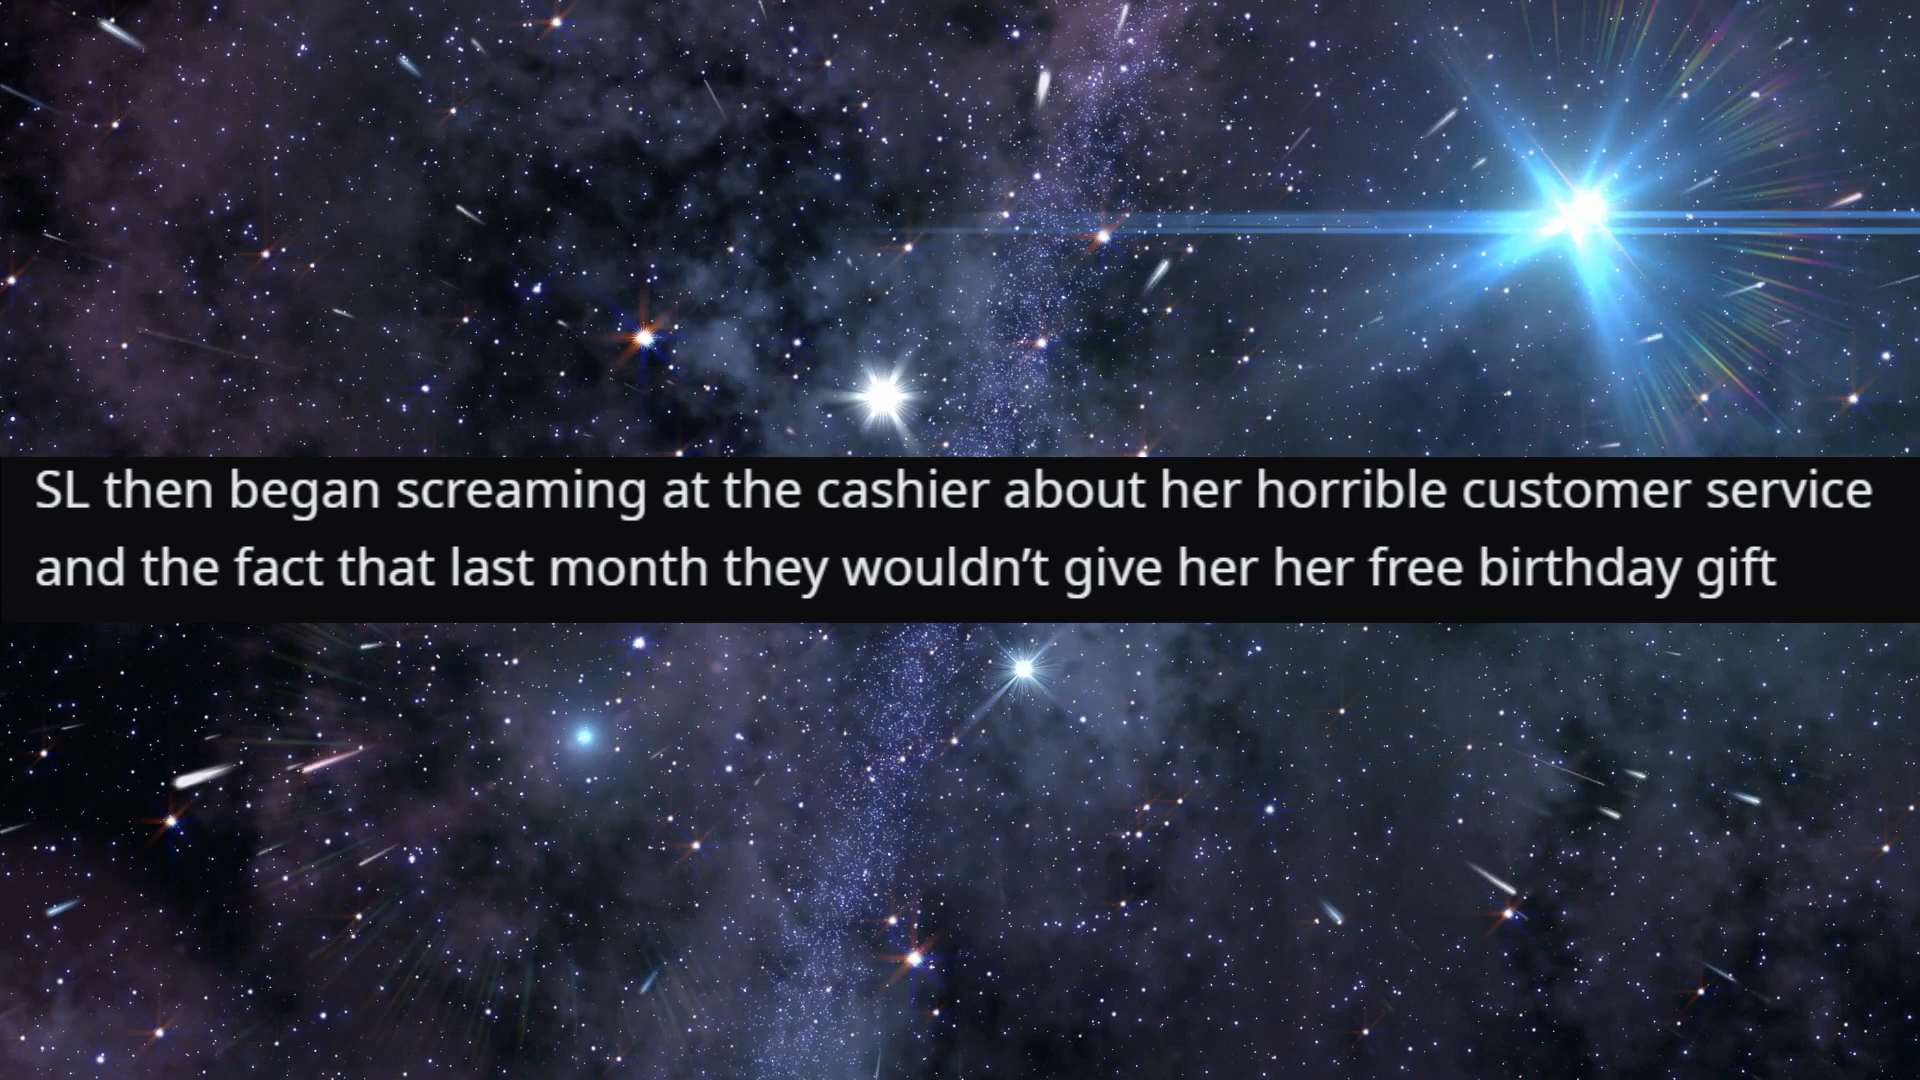 SL then began screaming at the cashier about her horrible customer service
and the fact that last month they wouldn’t give her her free birthday gift